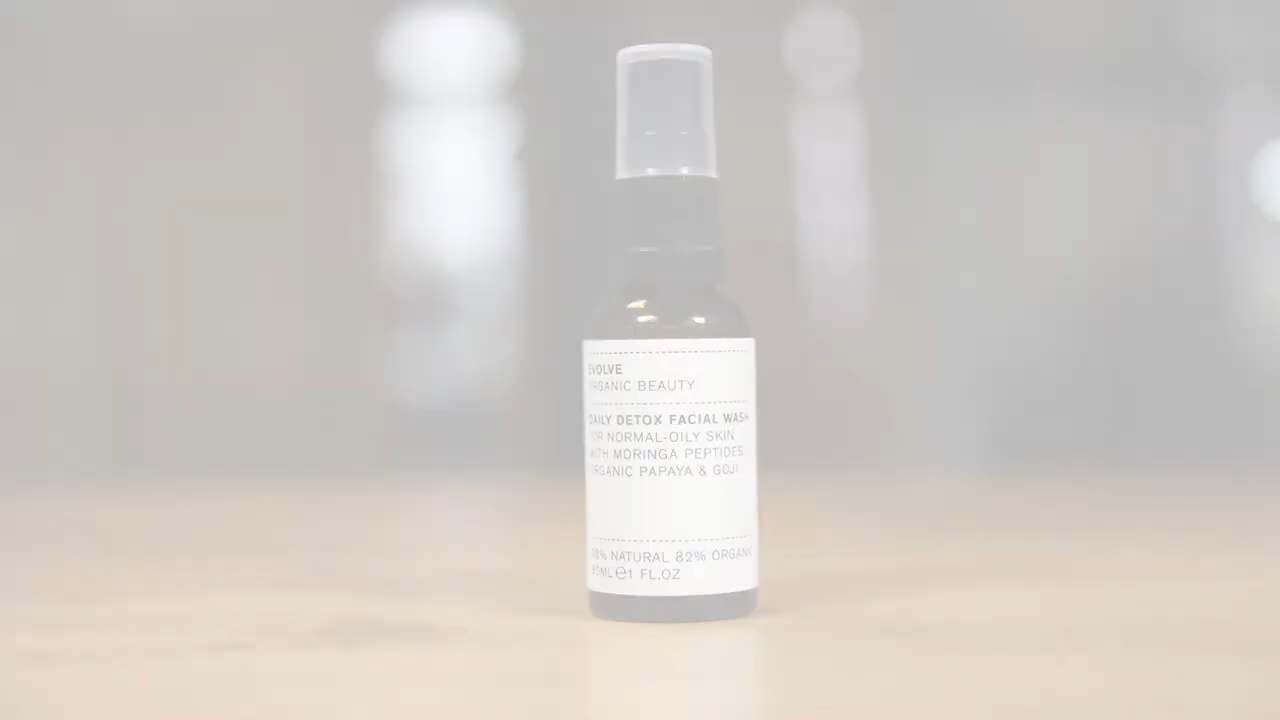 EVOLVE
ORGANIC BEAUTY
DAILY DETOX FACIAL WASH
FOR NORMAL-OILY SKIN
WITH MORINGA PEPTIDES,
ORGANIC PAPAYA & GOJI
NATURAL 82% ORGANIC
℮1 FL.OZ